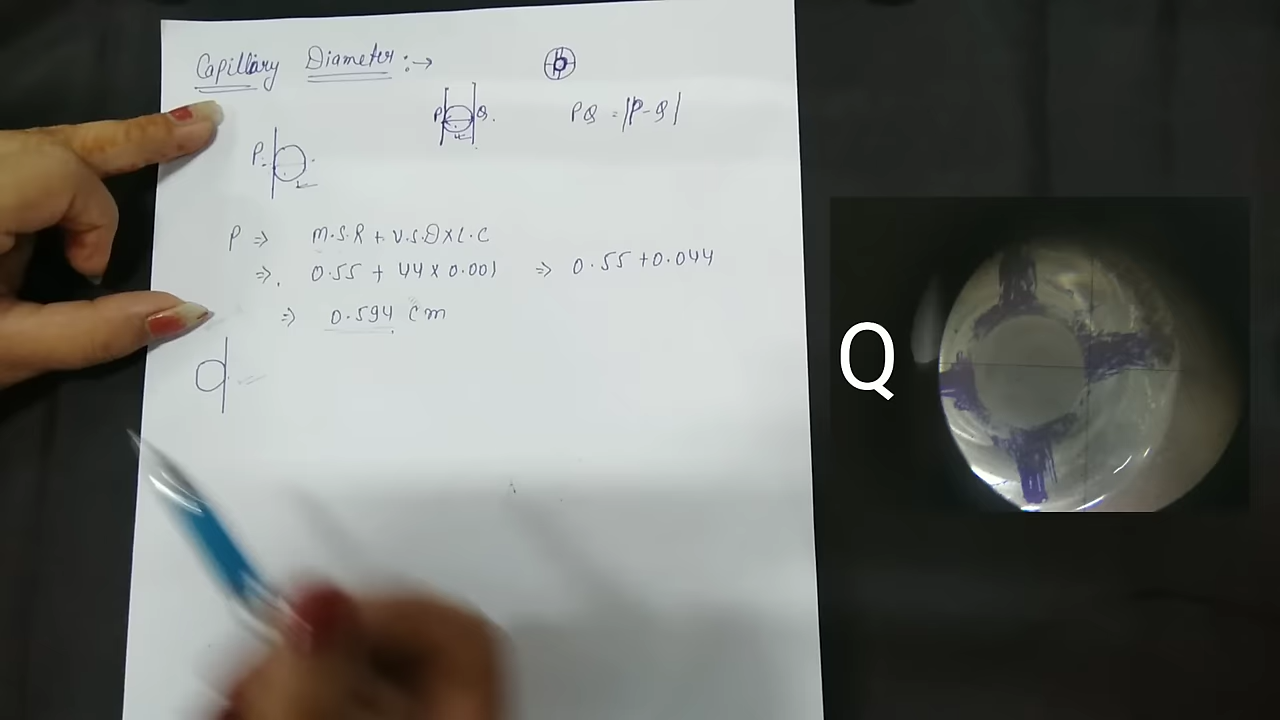 Capillary Diameter :→
P Q. PQ = |P-Q|
P.
P ⇒ M.S.R + V.S.D X L.C
⇒. 0.55 + 44 x 0.001 ⇒ 0.55 + 0.044
⇒ 0.594 cm
Q